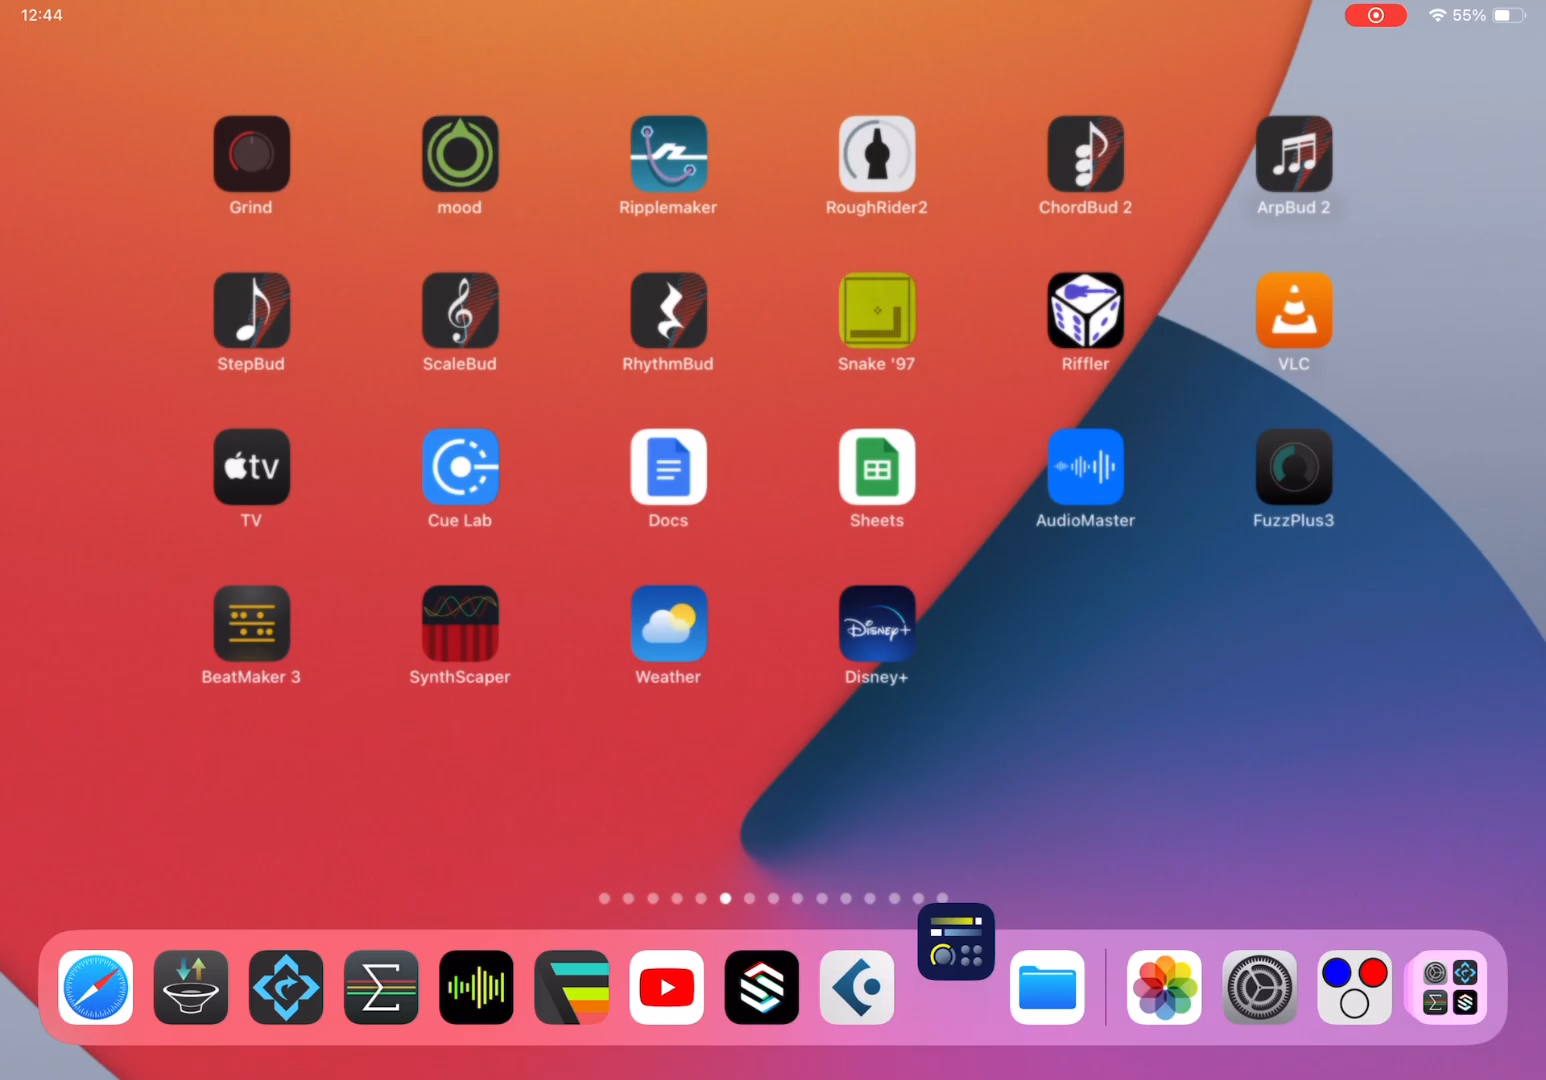 12:44
55%
Grind
mood
Ripplemaker
RoughRider2
ChordBud 2
ArpBud 2
StepBud
ScaleBud
RhythmBud
Snake '97
Riffler
VLC
tv
TV
Cue Lab
Docs
Sheets
AudioMaster
FuzzPlus3
Disney+
BeatMaker 3
SynthScaper
Weather
Disney+